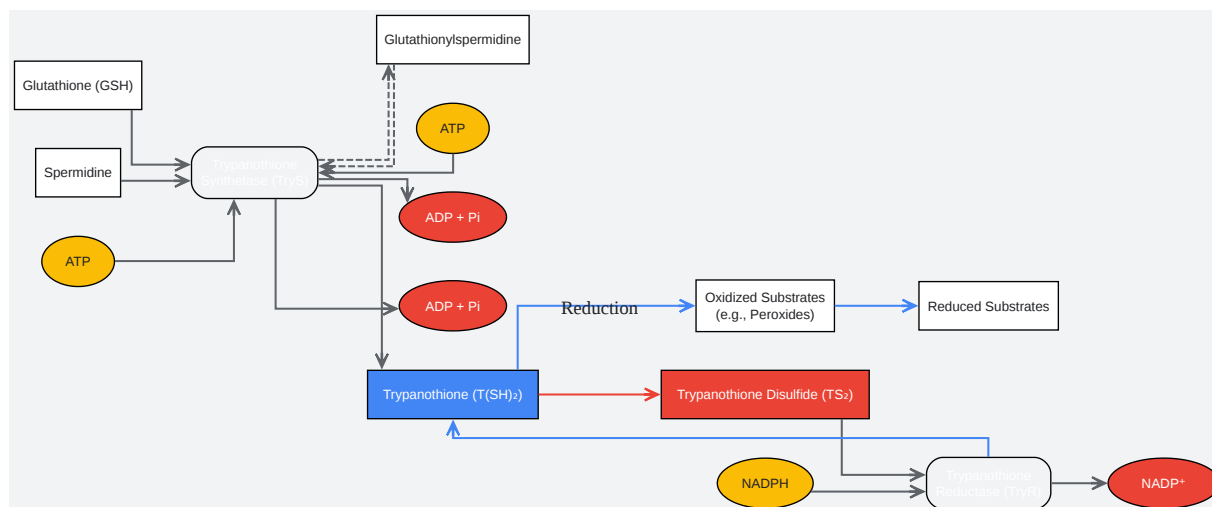 Glutathionylspermidine
Glutathione (GSH)
ATP
Trypanothione
Synthetase (TryS)
Spermidine
ADP + Pi
ATP
ADP + Pi
Reduction
Oxidized Substrates
(e.g., Peroxides)
Reduced Substrates
Trypanothione (T(SH)₂)
Trypanothione Disulfide (TS₂)
NADPH
Trypanothione
Reductase (TryR)
NADP⁺